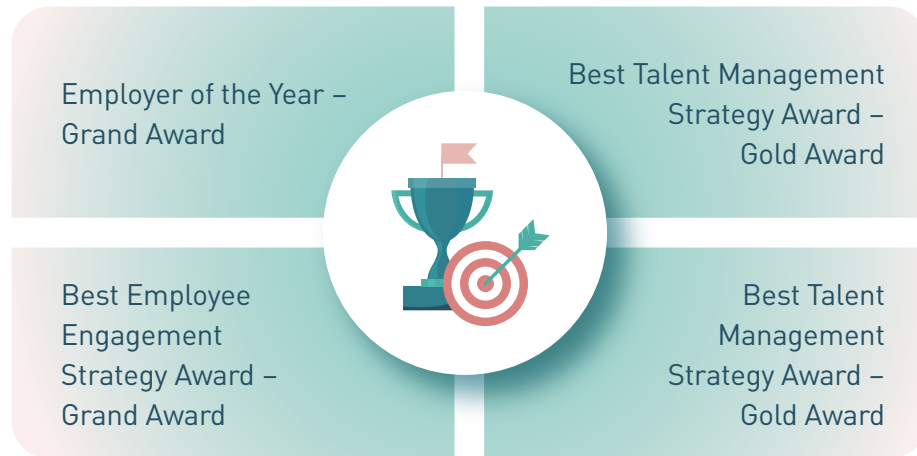 Employer of the Year –
Grand Award
Best Talent Management
Strategy Award –
Gold Award
Best Employee
Engagement
Strategy Award –
Grand Award
Best Talent
Management
Strategy Award –
Gold Award